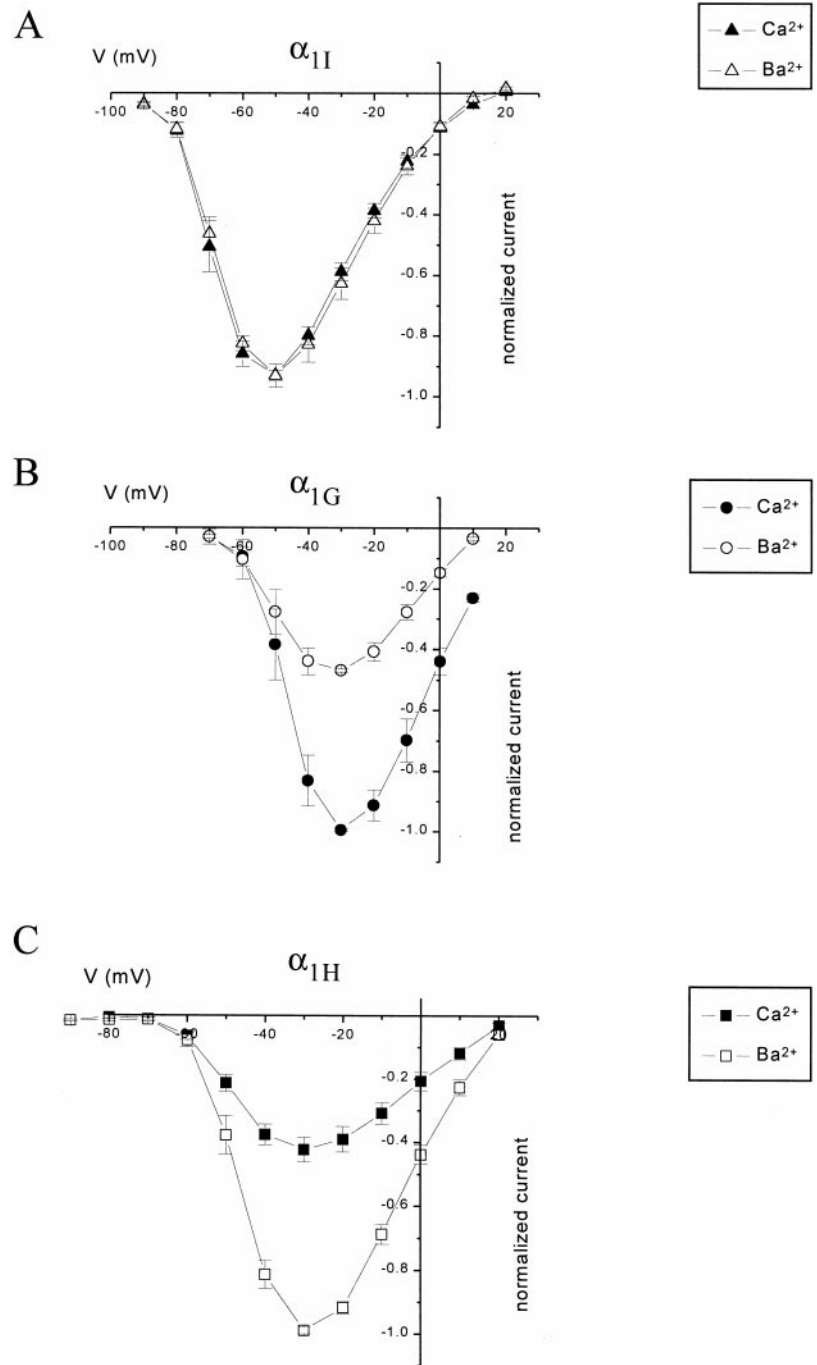 A
V (mV)
α1I
-100 -80 -60 -40 -20 20
-0.2
-0.4
-0.6
-0.8
-1.0
normalized current
Ca2+
Ba2+
B
V (mV)
α1G
-100 -80 -60 -40 -20 20
-0.2
-0.4
-0.6
-0.8
-1.0
normalized current
Ca2+
Ba2+
C
V (mV)
α1H
-80 -60 -40 -20 20
-0.2
-0.4
-0.6
-0.8
-1.0
normalized current
Ca2+
Ba2+